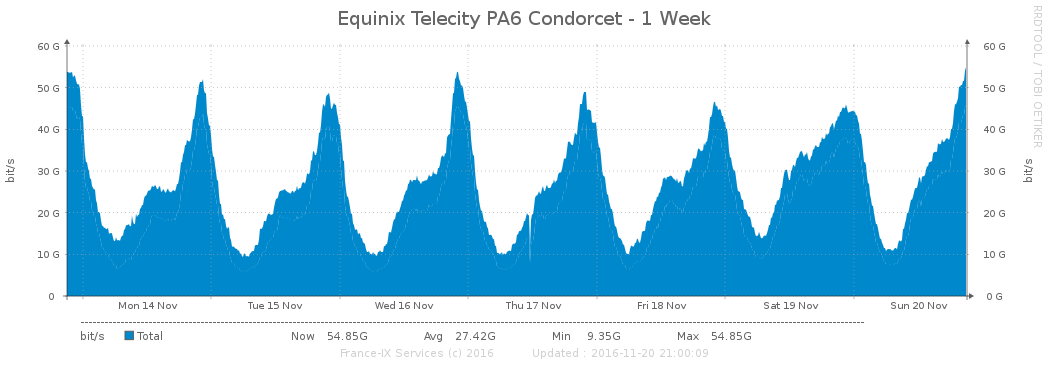 Equinix Telecity PA6 Condorcet - 1 Week
RRDTOOL / TOBI OETIKER
bit/s
60 G
50 G
40 G
30 G
20 G
10 G
0
60 G
50 G
40 G
30 G
20 G
10 G
0 G
bit/s
Mon 14 Nov Tue 15 Nov Wed 16 Nov Thu 17 Nov Fri 18 Nov Sat 19 Nov Sun 20 Nov
bit/s Total Now 54.85G Avg 27.42G Min 9.35G Max 54.85G
France-IX Services (c) 2016 Updated : 2016-11-20 21:00:09